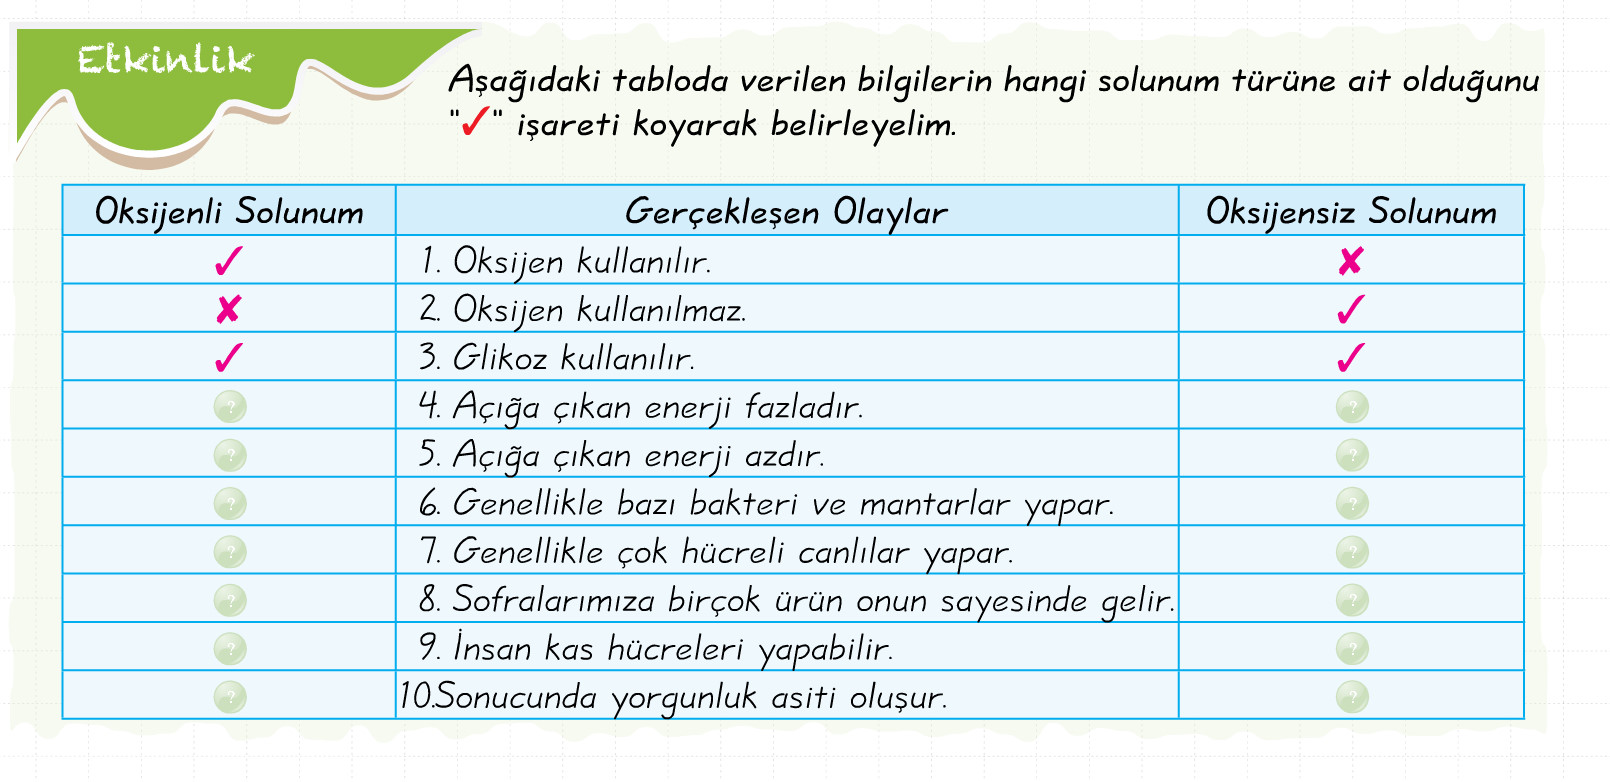 Etkinlik
Aşağıdaki tabloda verilen bilgilerin hangi solunum türüne ait olduğunu
"✓" işareti koyarak belirleyelim.
Oksijenli Solunum Gerçekleşen Olaylar Oksijensiz Solunum
✓ 1. Oksijen kullanılır. ✘
✘ 2. Oksijen kullanılmaz. ✓
✓ 3. Glikoz kullanılır. ✓
? 4. Açığa çıkan enerji fazladır. ?
? 5. Açığa çıkan enerji azdır. ?
? 6. Genellikle bazı bakteri ve mantarlar yapar. ?
? 7. Genellikle çok hücreli canlılar yapar. ?
? 8. Sofralarımıza birçok ürün onun sayesinde gelir. ?
? 9. İnsan kas hücreleri yapabilir. ?
? 10.Sonucunda yorgunluk asiti oluşur. ?